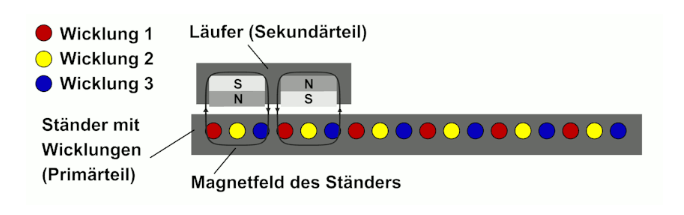 Wicklung 1
Wicklung 2
Wicklung 3
Läufer (Sekundärteil)
S
N
N
S
Ständer mit
Wicklungen
(Primärteil)
Magnetfeld des Ständers